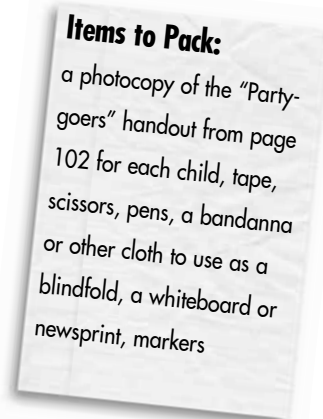 Items to Pack:
a photocopy of the “Party-
goers” handout from page
102 for each child, tape,
scissors, pens, a bandanna
or other cloth to use as a
blindfold, a whiteboard or
newsprint, markers